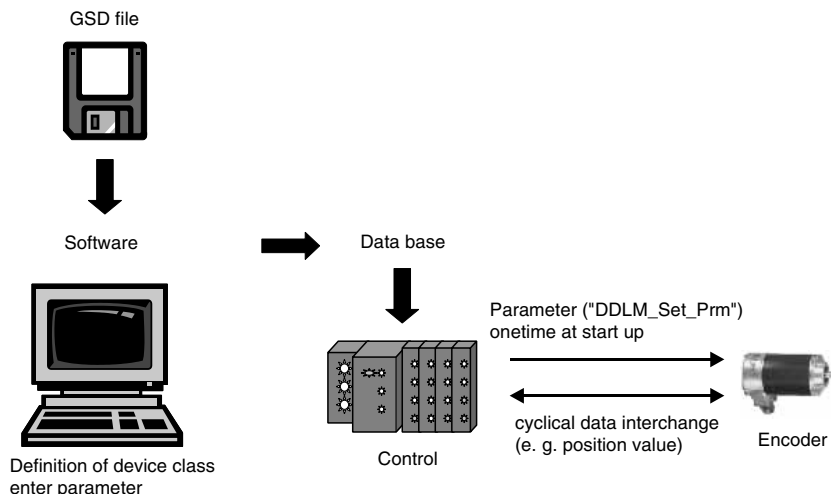 GSD file
Software
Data base
Parameter ("DDLM_Set_Prm")
onetime at start up
cyclical data interchange
(e. g. position value)
Encoder
Control
Definition of device class
enter parameter